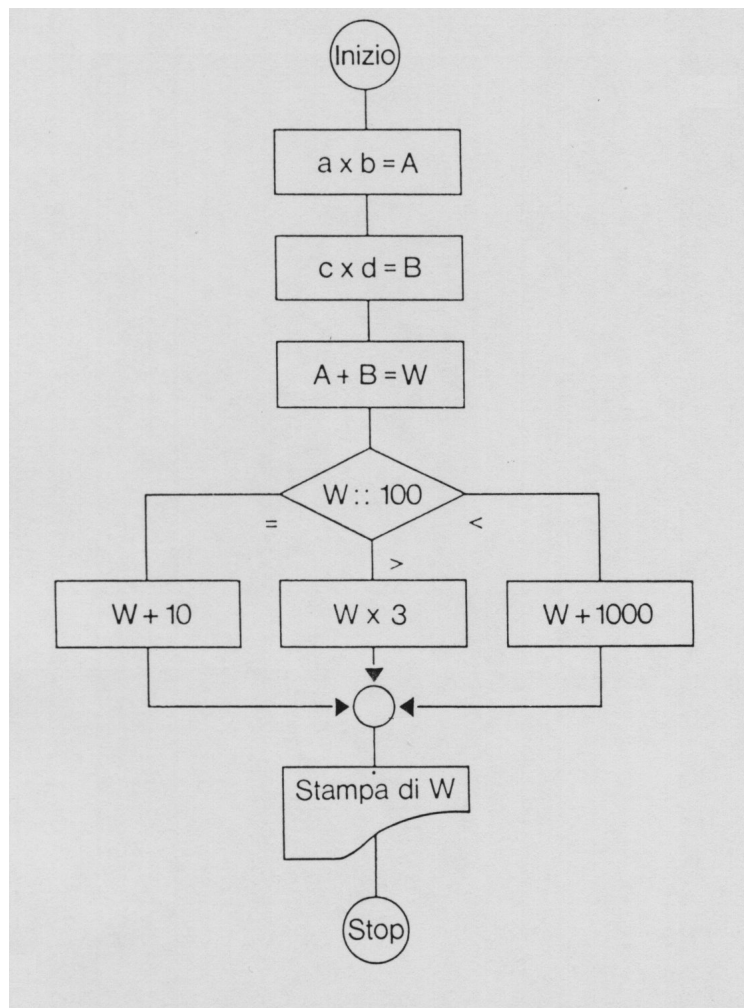 Inizio
a x b = A
c x d = B
A + B = W
W :: 100
=
>
<
W + 10
W x 3
W + 1000
Stampa di W
Stop